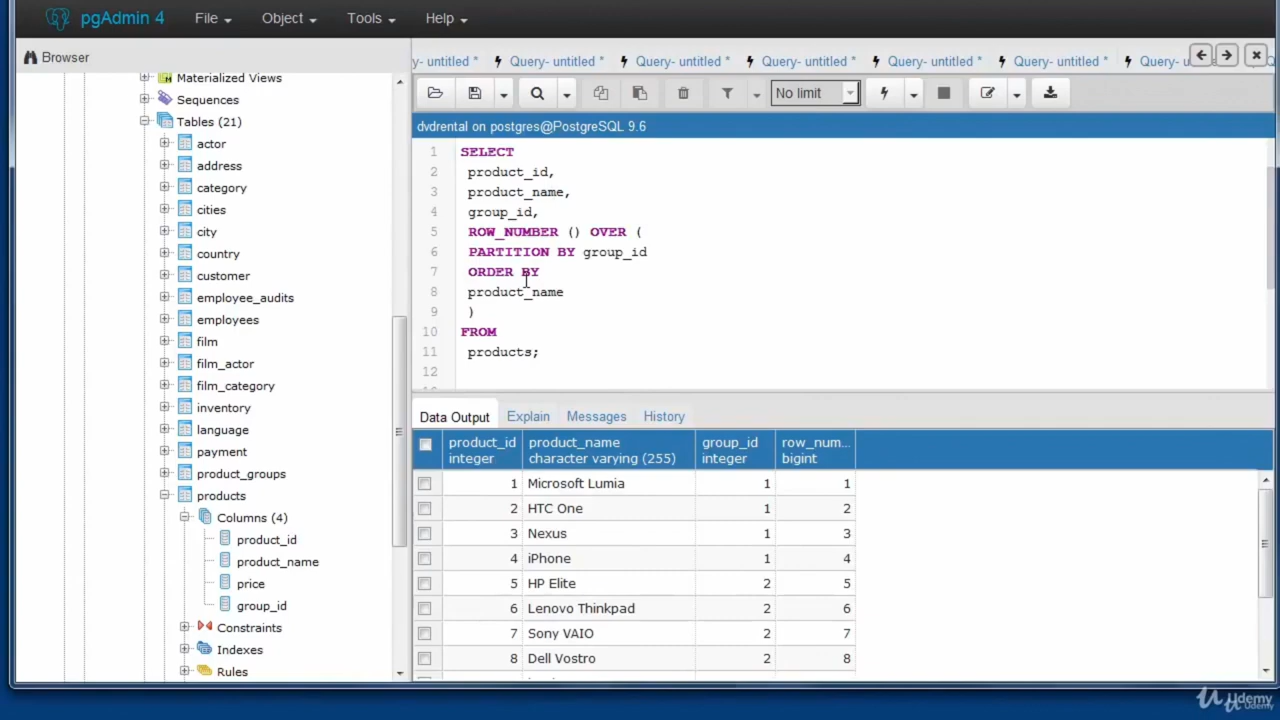 pgAdmin 4 File Object Tools Help
Browser
y- untitled * Query- untitled * Query- untitled * Query- untitled * Query- untitled * Query- untitled * Query- u
No limit
dvdrental on postgres@PostgreSQL 9.6
Materialized Views
Sequences
Tables (21)
actor
address
category
cities
city
country
customer
employee_audits
employees
film
film_actor
film_category
inventory
language
payment
product_groups
products
Columns (4)
product_id
product_name
price
group_id
Constraints
Indexes
Rules
1 SELECT
2 product_id,
3 product_name,
4 group_id,
5 ROW_NUMBER () OVER (
6 PARTITION BY group_id
7 ORDER BY
8 product_name
9 )
10 FROM
11 products;
12
Data Output Explain Messages History
product_id product_name group_id row_num...
integer character varying (255) integer bigint
1 Microsoft Lumia 1 1
2 HTC One 1 2
3 Nexus 1 3
4 iPhone 1 4
5 HP Elite 2 5
6 Lenovo Thinkpad 2 6
7 Sony VAIO 2 7
8 Dell Vostro 2 8
Udemy